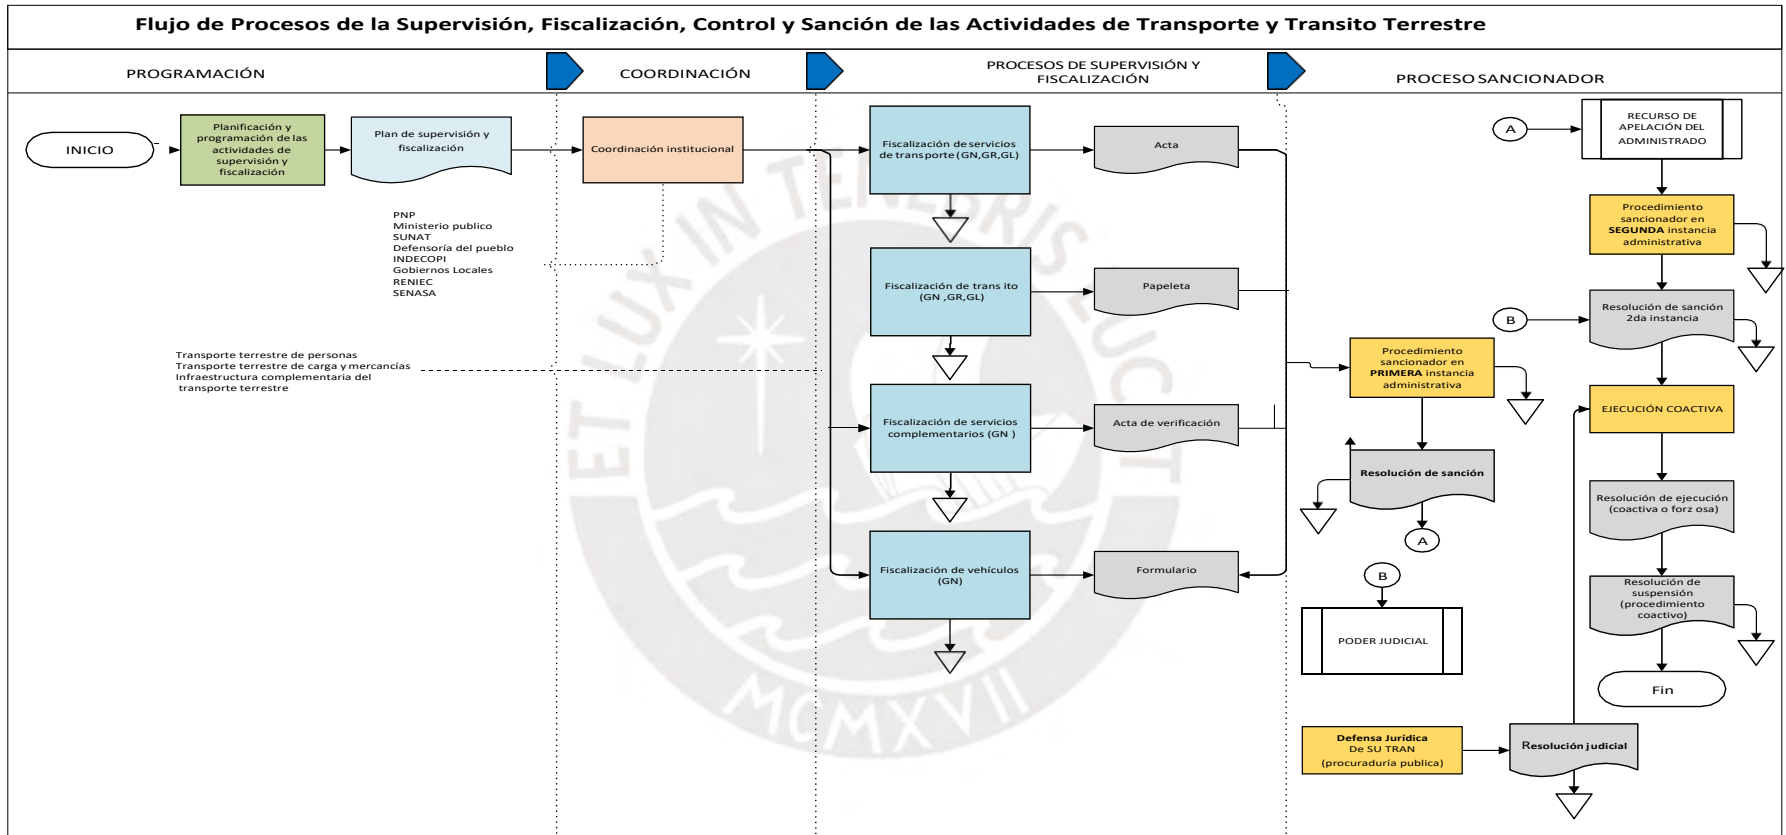 Flujo de Procesos de la Supervisión, Fiscalización, Control y Sanción de las Actividades de Transporte y Transito Terrestre
PROGRAMACIÓN
COORDINACIÓN
PROCESOS DE SUPERVISIÓN Y
FISCALIZACIÓN
PROCESO SANCIONADOR
INICIO
Planificación y
programación de las
actividades de
supervisión y
fiscalización
Plan de supervisión y
fiscalización
Coordinación institucional
PNP
Ministerio publico
SUNAT
Defensoría del pueblo
INDECOPI
Gobiernos Locales
RENIEC
SENASA
Transporte terrestre de personas
Transporte terrestre de carga y mercancías
Infraestructura complementaria del
transporte terrestre
Fiscalización de servicios
de transporte (GN,GR,GL)
Acta
Fiscalización de trans ito
(GN ,GR,GL)
Papeleta
Fiscalización de servicios
complementarios (GN )
Acta de verificación
Fiscalización de vehículos
(GN)
Formulario
Procedimiento
sancionador en
PRIMERA instancia
administrativa
Resolución de sanción
A
B
PODER JUDICIAL
Defensa Jurídica
De SU TRAN
(procuraduría publica)
Resolución judicial
A
RECURSO DE
APELACIÓN DEL
ADMINISTRADO
Procedimiento
sancionador en
SEGUNDA instancia
administrativa
B
Resolución de sanción
2da instancia
EJECUCIÓN COACTIVA
Resolución de ejecución
(coactiva o forz osa)
Resolución de
suspensión
(procedimiento
coactivo)
Fin
ET LUX IN TENEBRIS LUCET
MCMXVII